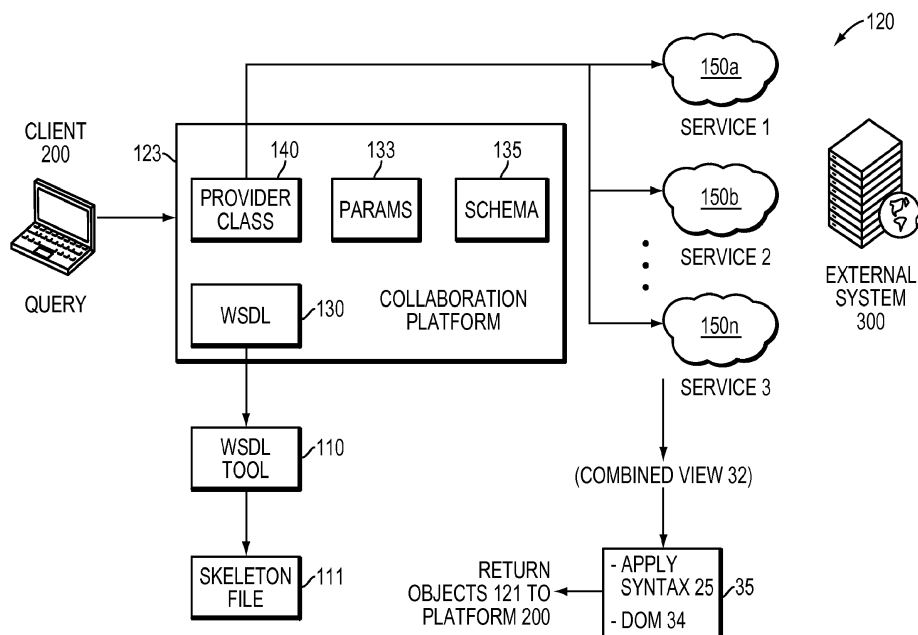 120
150a
SERVICE 1
CLIENT
200
QUERY
123
140
PROVIDER
CLASS
133
PARAMS
135
SCHEMA
WSDL
130
COLLABORATION
PLATFORM
150b
SERVICE 2
150n
SERVICE 3
EXTERNAL
SYSTEM
300
WSDL
TOOL
110
SKELETON
FILE
111
(COMBINED VIEW 32)
- APPLY
SYNTAX 25
- DOM 34
35
RETURN
OBJECTS 121 TO
PLATFORM 200